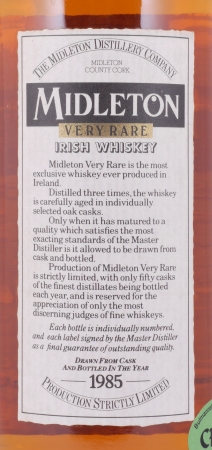 THE MIDLETON DISTILLERY COMPANY
MIDLETON
COUNTY CORK
MIDLETON
VERY RARE
IRISH WHISKEY
Midleton Very Rare is the most
exclusive whiskey ever produced in
Ireland.
Distilled three times, the whiskey
is carefully aged in individually
selected oak casks.
Only when it has matured to a
quality which satisfies the most
exacting standards of the Master
Distiller is it allowed to be drawn from
cask and bottled.
Production of Midleton Very Rare
is strictly limited, with only fifty casks
of the finest distillates being bottled
each year, and is reserved for the
appreciation of only the most
discerning judges of fine whiskeys.
Each bottle is individually numbered,
and each label signed by the Master Distiller
as a final guarantee of outstanding quality.
DRAWN FROM CASK
AND BOTTLED IN THE YEAR
1985
PRODUCTION STRICTLY LIMITED